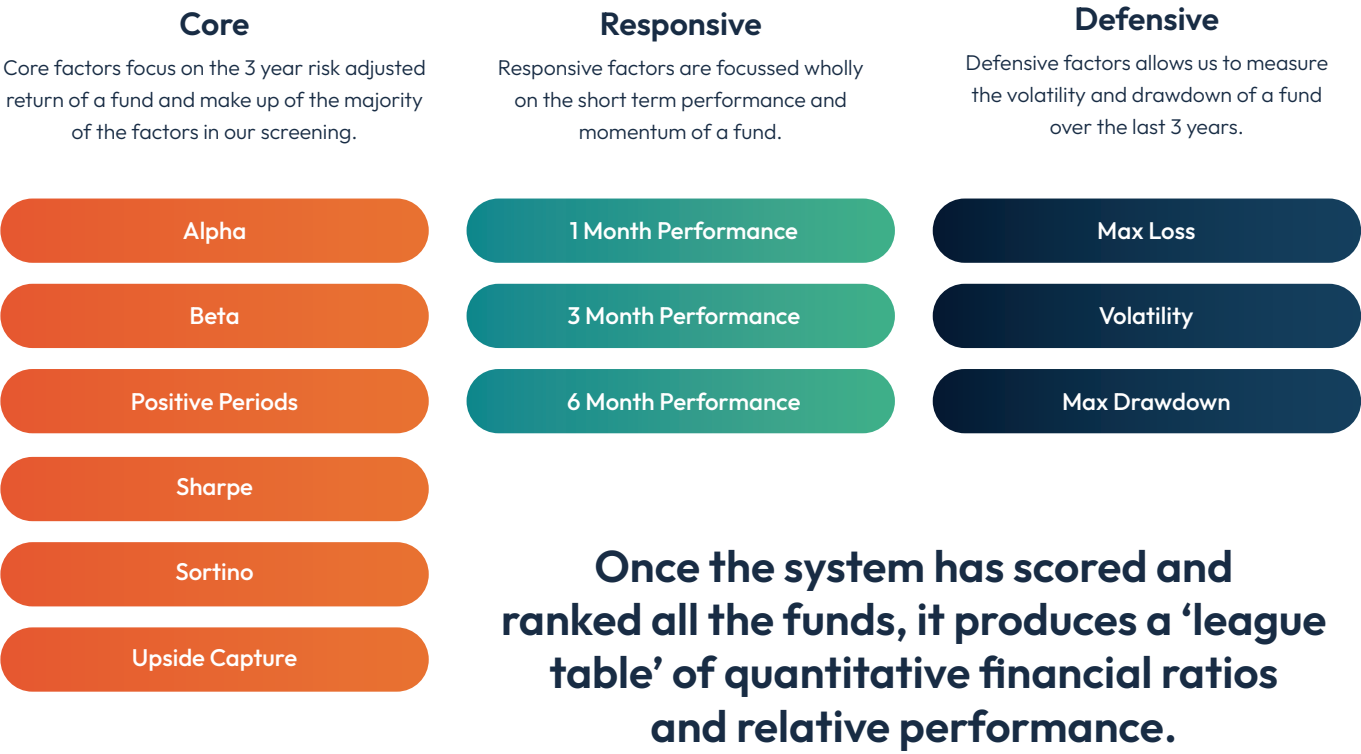 Core
Core factors focus on the 3 year risk adjusted
return of a fund and make up of the majority
of the factors in our screening.
Alpha
Beta
Positive Periods
Sharpe
Sortino
Upside Capture
Responsive
Responsive factors are focussed wholly
on the short term performance and
momentum of a fund.
1 Month Performance
3 Month Performance
6 Month Performance
Defensive
Defensive factors allows us to measure
the volatility and drawdown of a fund
over the last 3 years.
Max Loss
Volatility
Max Drawdown
Once the system has scored and
ranked all the funds, it produces a ‘league
table’ of quantitative financial ratios
and relative performance.